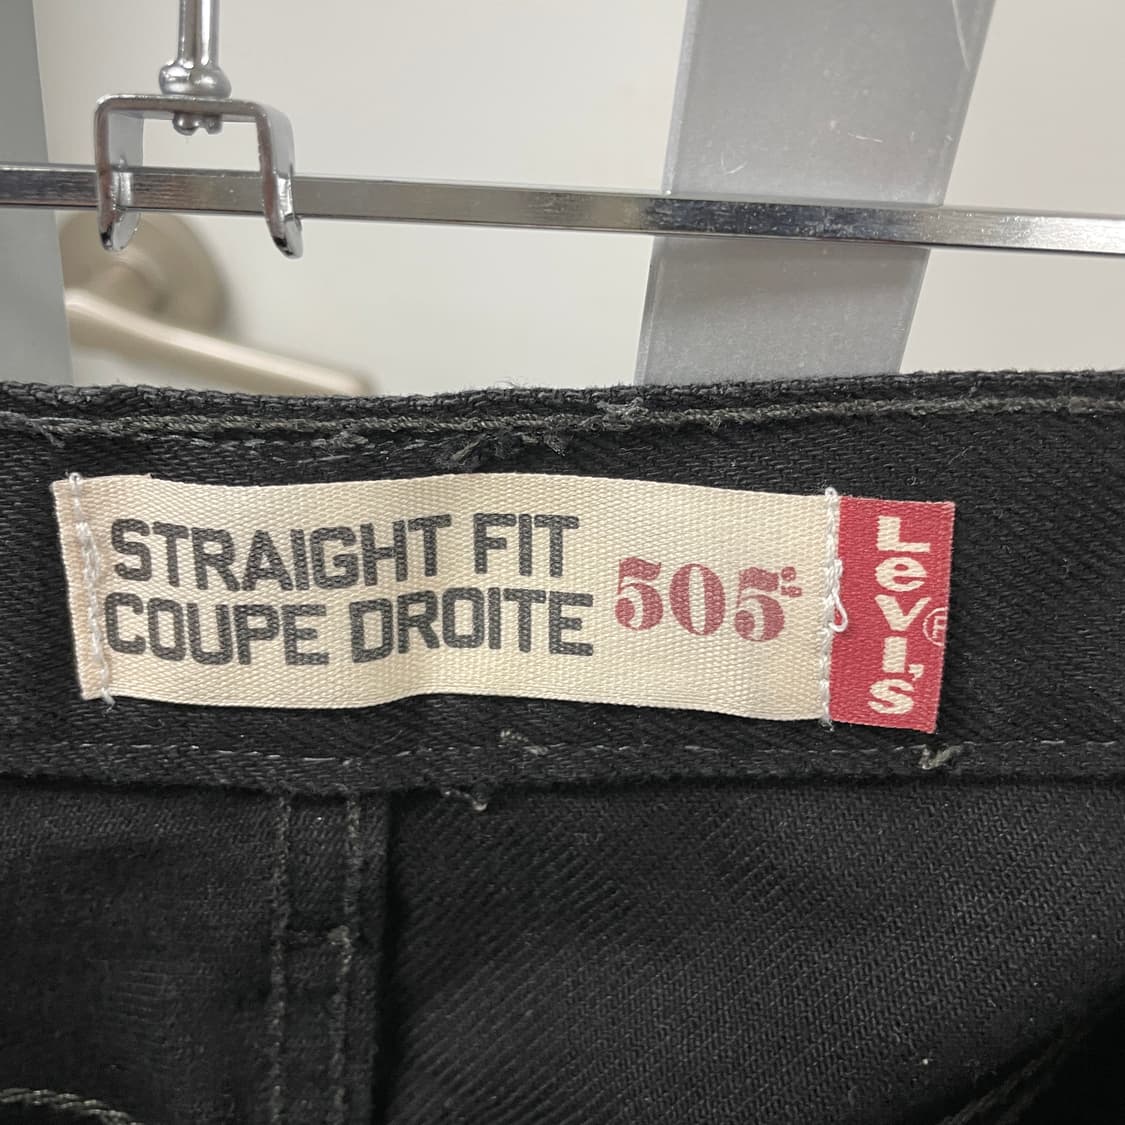 STRAIGHT FIT
COUPE DROITE
505
LEVI'S®